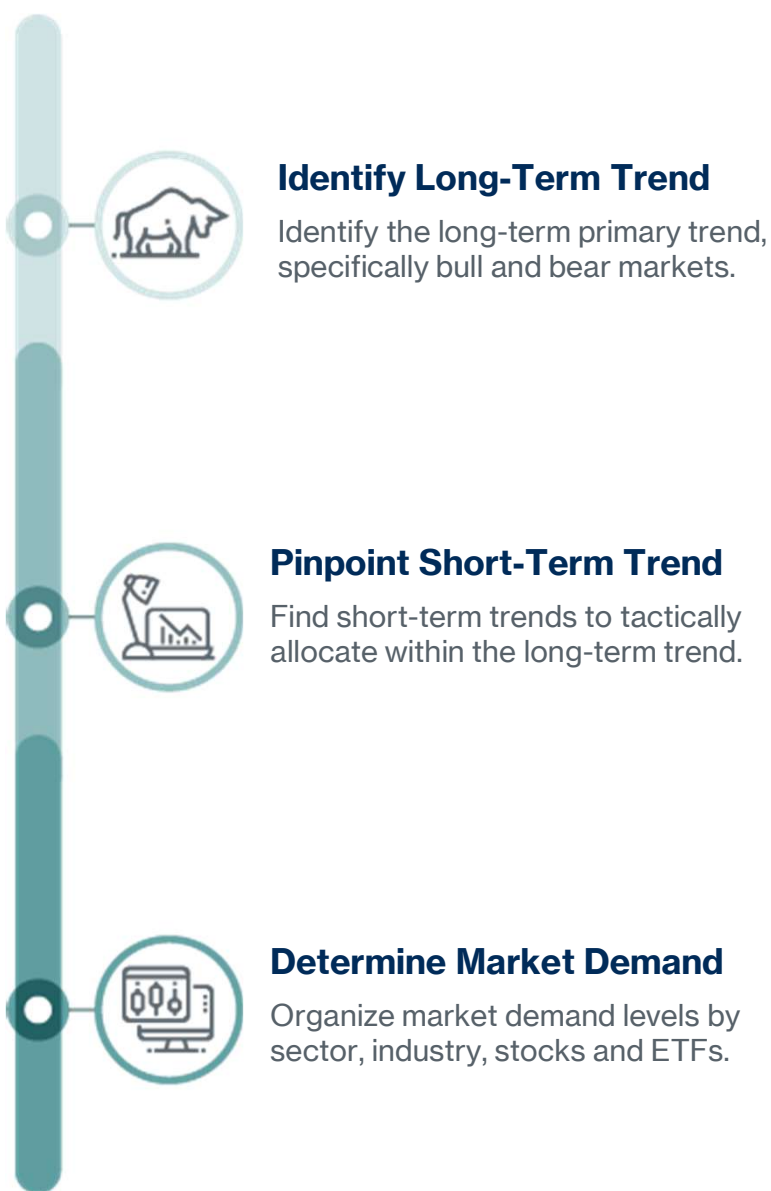 Identify Long-Term Trend
Identify the long-term primary trend,
specifically bull and bear markets.
Pinpoint Short-Term Trend
Find short-term trends to tactically
allocate within the long-term trend.
Determine Market Demand
Organize market demand levels by
sector, industry, stocks and ETFs.